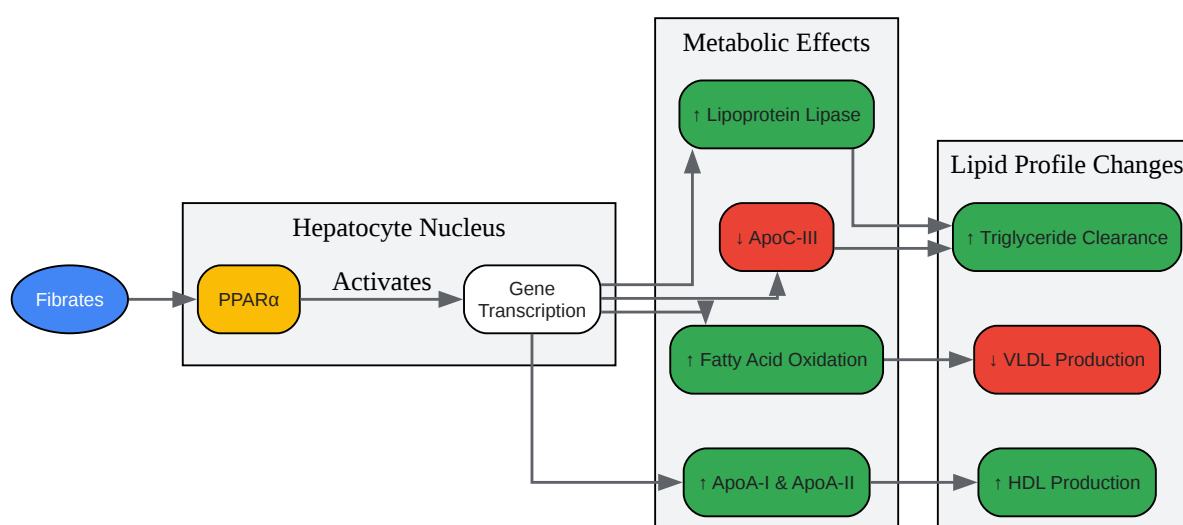 Metabolic Effects
↑ Lipoprotein Lipase
Lipid Profile Changes
Hepatocyte Nucleus
↓ ApoC-III
↑ Triglyceride Clearance
Fibrates
PPARα
Activates
Gene
Transcription
↑ Fatty Acid Oxidation
↓ VLDL Production
↑ ApoA-I & ApoA-II
↑ HDL Production